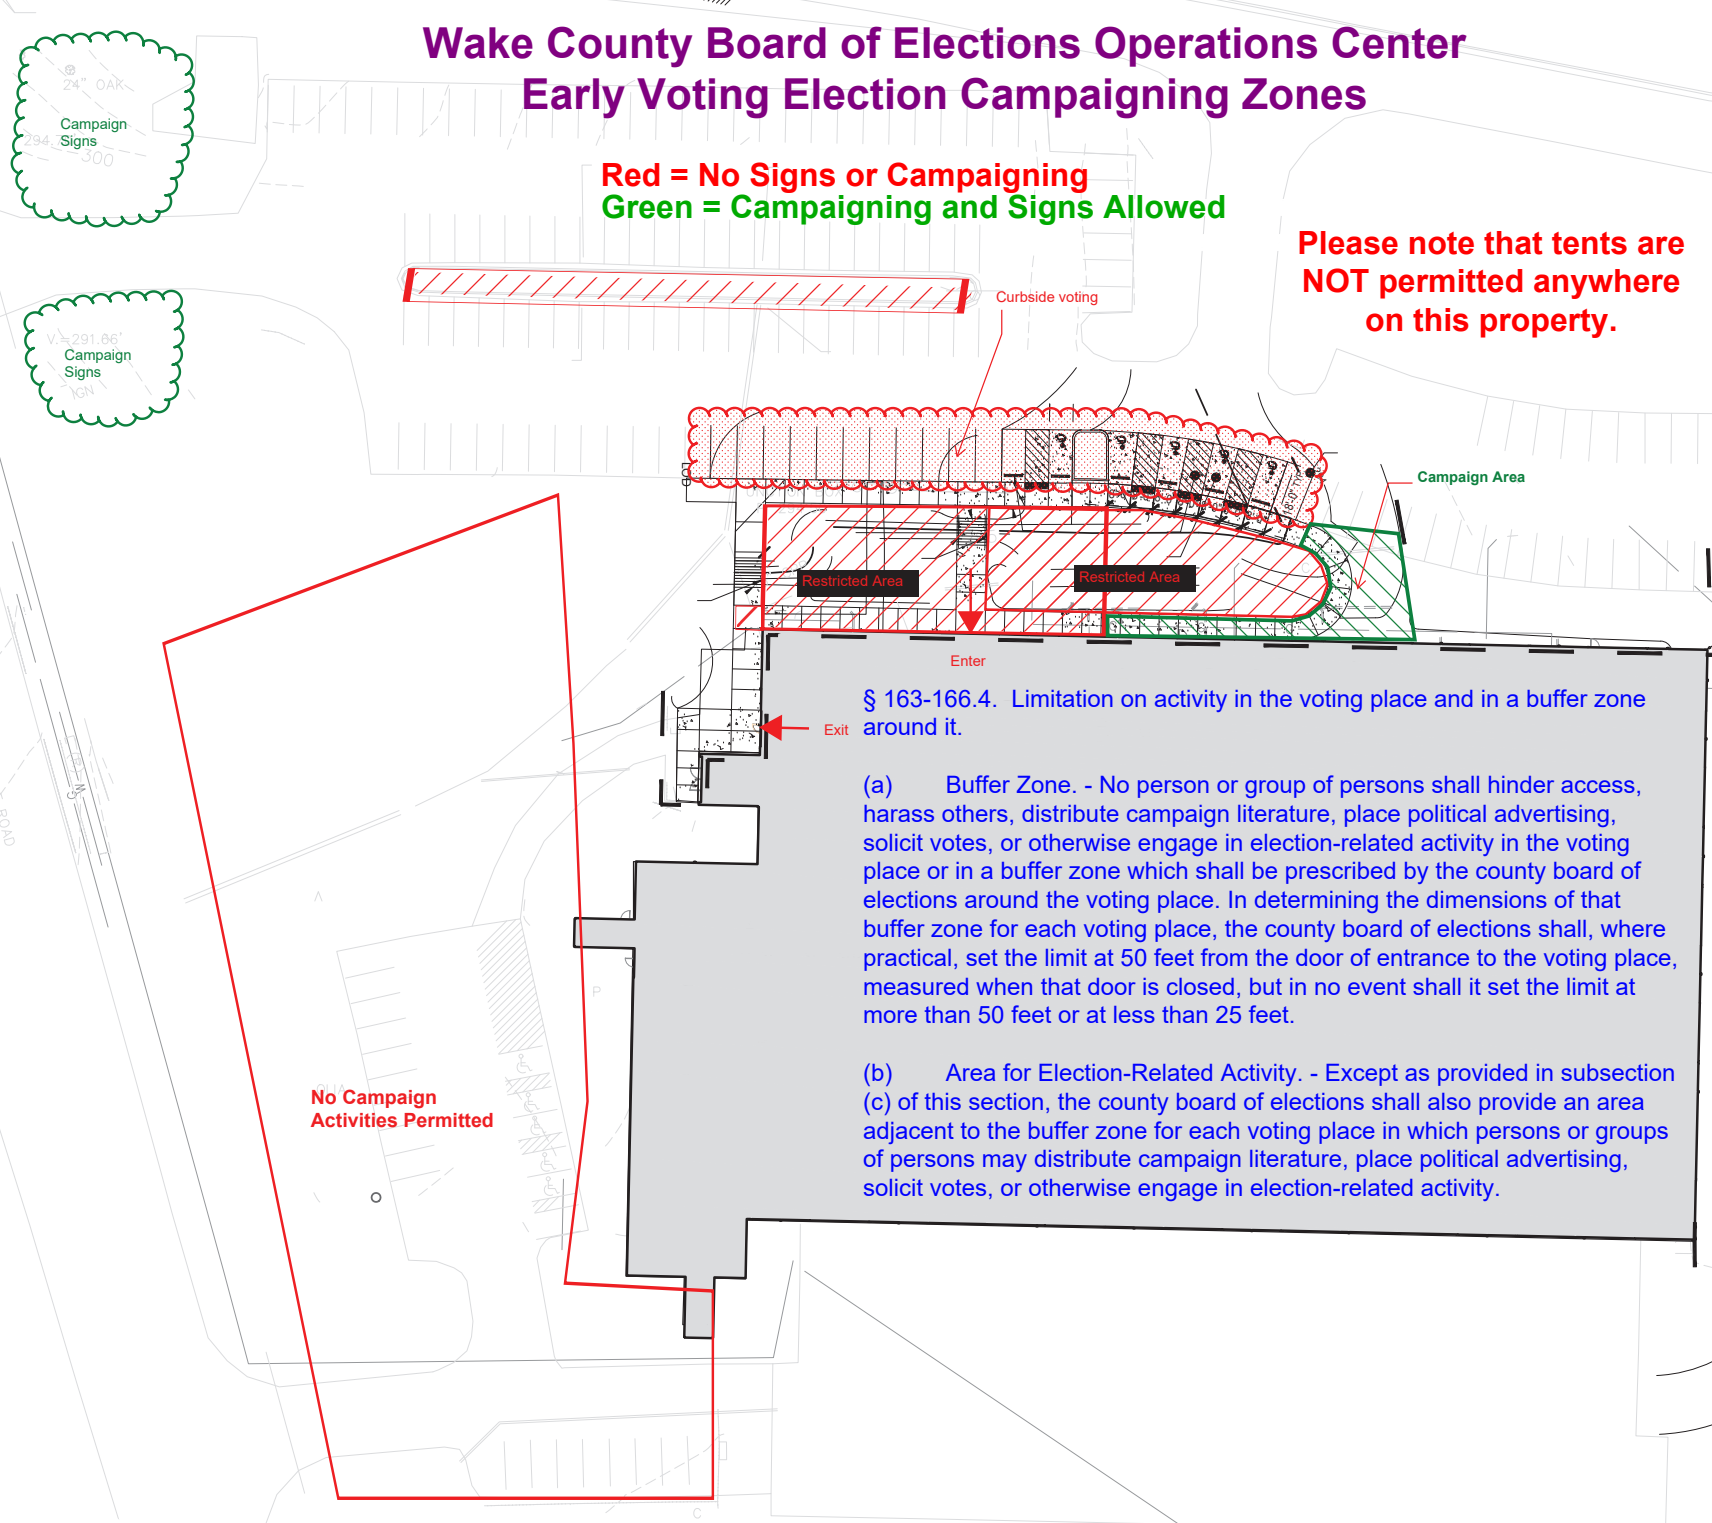 Wake County Board of Elections Operations Center
Early Voting Election Campaigning Zones
24" OAK
Campaign
Signs
294.
300
Red = No Signs or Campaigning
Green = Campaigning and Signs Allowed
Please note that tents are
NOT permitted anywhere
on this property.
Curbside voting
V.=291.66'
Campaign
Signs
IGN
LOD
Campaign Area
Restricted Area
Restricted Area
Enter
Exit
§ 163-166.4.  Limitation on activity in the voting place and in a buffer zone
around it.
(a) Buffer Zone. - No person or group of persons shall hinder access,
harass others, distribute campaign literature, place political advertising,
solicit votes, or otherwise engage in election-related activity in the voting
place or in a buffer zone which shall be prescribed by the county board of
elections around the voting place. In determining the dimensions of that
buffer zone for each voting place, the county board of elections shall, where
practical, set the limit at 50 feet from the door of entrance to the voting place,
measured when that door is closed, but in no event shall it set the limit at
more than 50 feet or at less than 25 feet.
(b) Area for Election-Related Activity. - Except as provided in subsection
(c) of this section, the county board of elections shall also provide an area
adjacent to the buffer zone for each voting place in which persons or groups
of persons may distribute campaign literature, place political advertising,
solicit votes, or otherwise engage in election-related activity.
ROAD
P
No Campaign
Activities Permitted
C